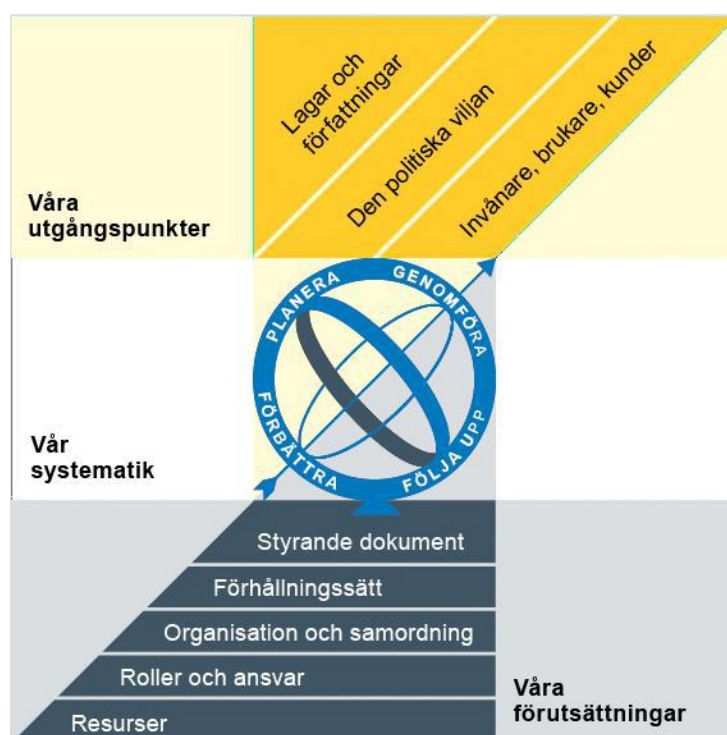 Lagar och
författningar
Den politiska viljan
Invånare, brukare, kunder
Våra
utgångspunkter
PLANERA
GENOMFÖRA
FÖRBÄTTRA
FÖLJA UPP
Vår
systematik
Styrande dokument
Förhållningssätt
Organisation och samordning
Roller och ansvar
Resurser
Våra
förutsättningar